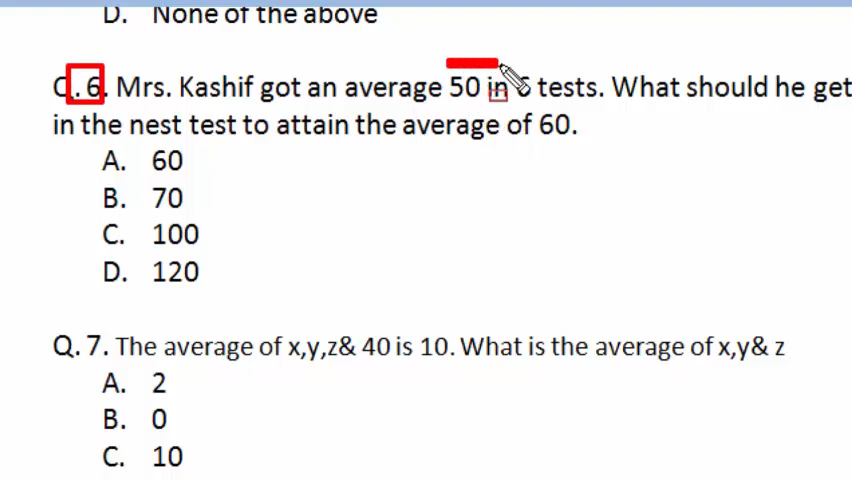 D. None of the above
Q. 6. Mrs. Kashif got an average 50 in 6 tests. What should he get
in the nest test to attain the average of 60.
A. 60
B. 70
C. 100
D. 120
Q. 7. The average of x,y,z& 40 is 10. What is the average of x,y& z
A. 2
B. 0
C. 10